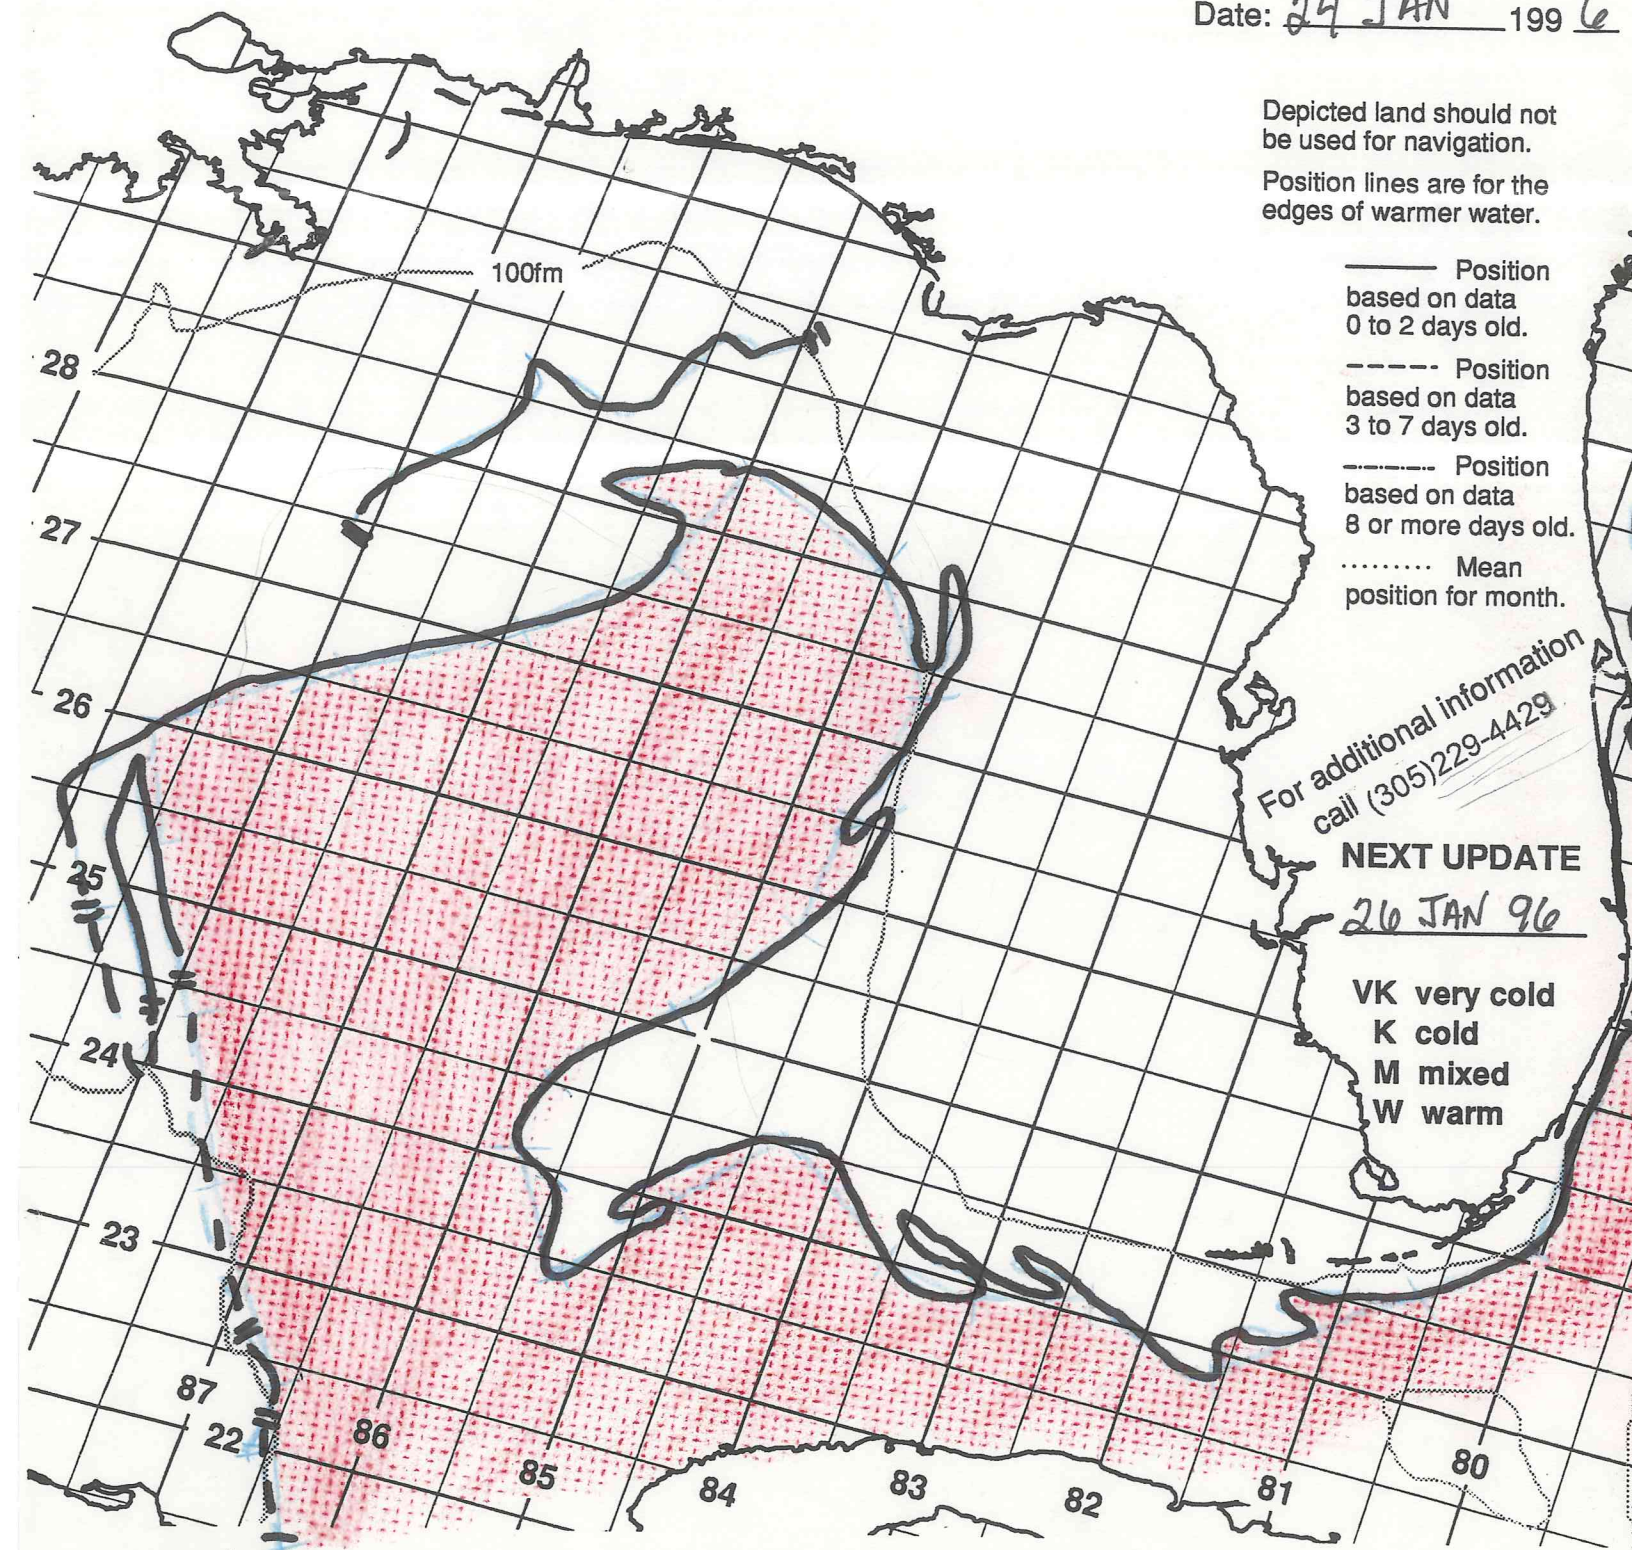 Date: 24 JAN 1996
Depicted land should not
be used for navigation.
Position lines are for the
edges of warmer water.
Position
based on data
0 to 2 days old.
Position
based on data
3 to 7 days old.
Position
based on data
8 or more days old.
Mean
position for month.
For additional information
call (305)229-4429
NEXT UPDATE
26 JAN 96
VK very cold
K cold
M mixed
W warm
100fm
28
27
26
25
24
23
87
22
86
85
84
83
82
81
80